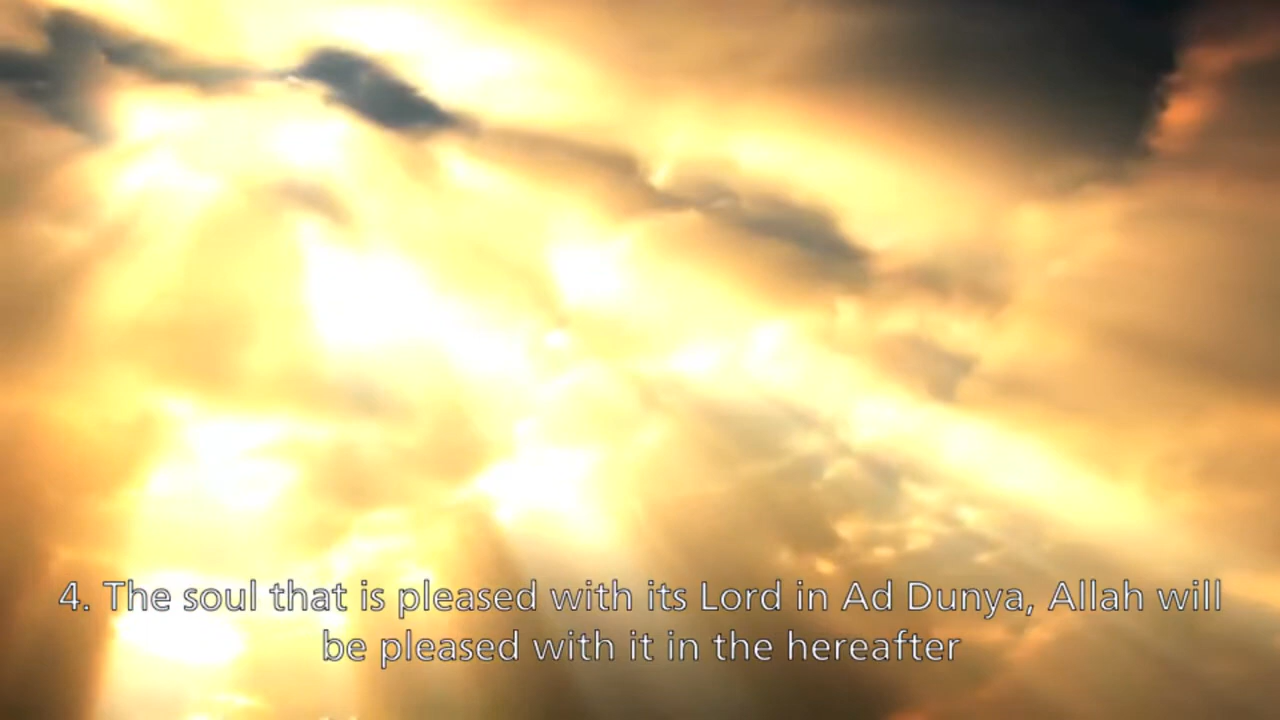 4. The soul that is pleased with its Lord in Ad Dunya, Allah will
be pleased with it in the hereafter